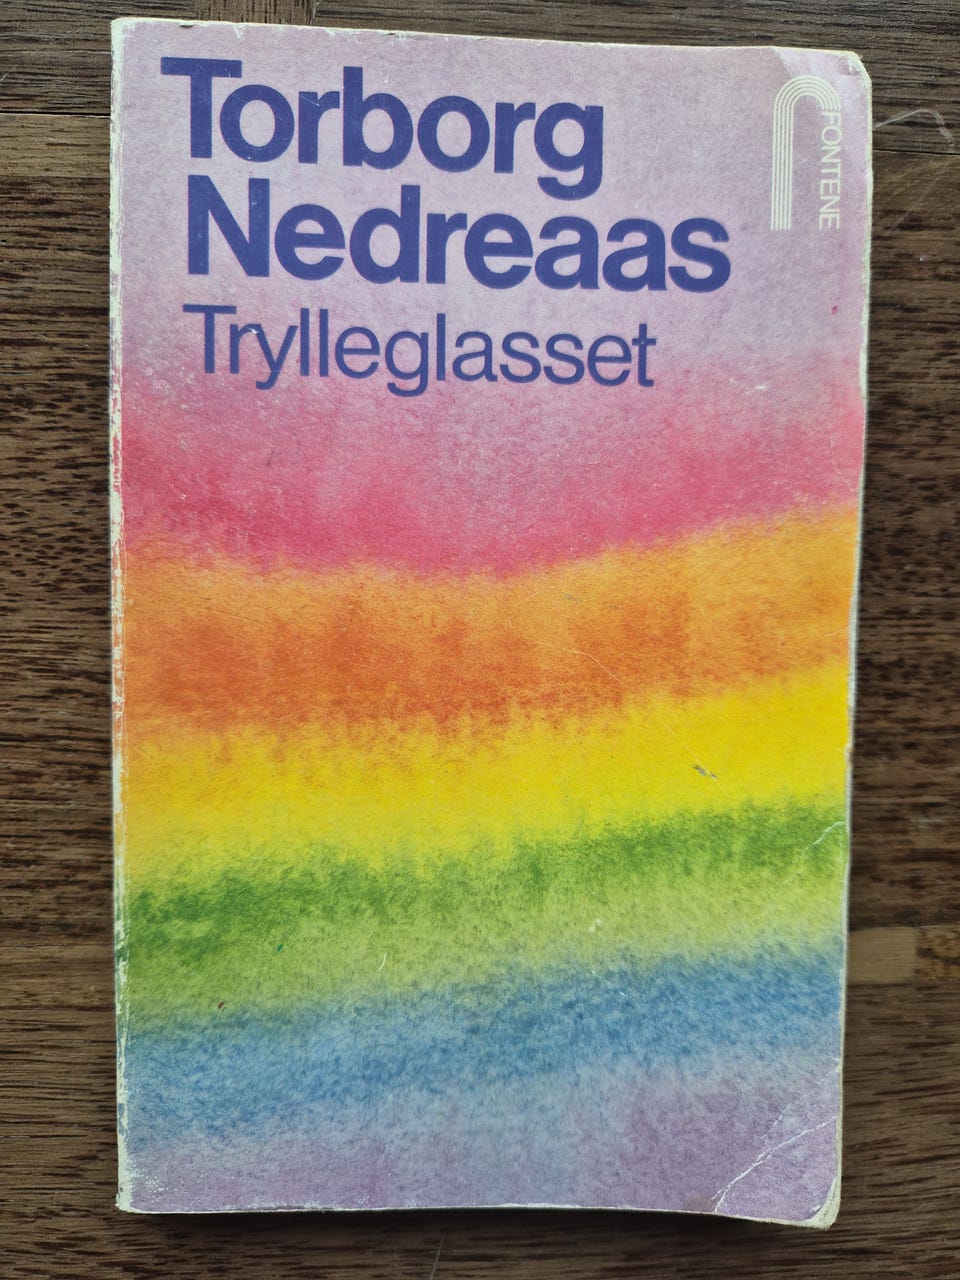 Torborg
Nedreaas
Trylleglasset
FONTENE